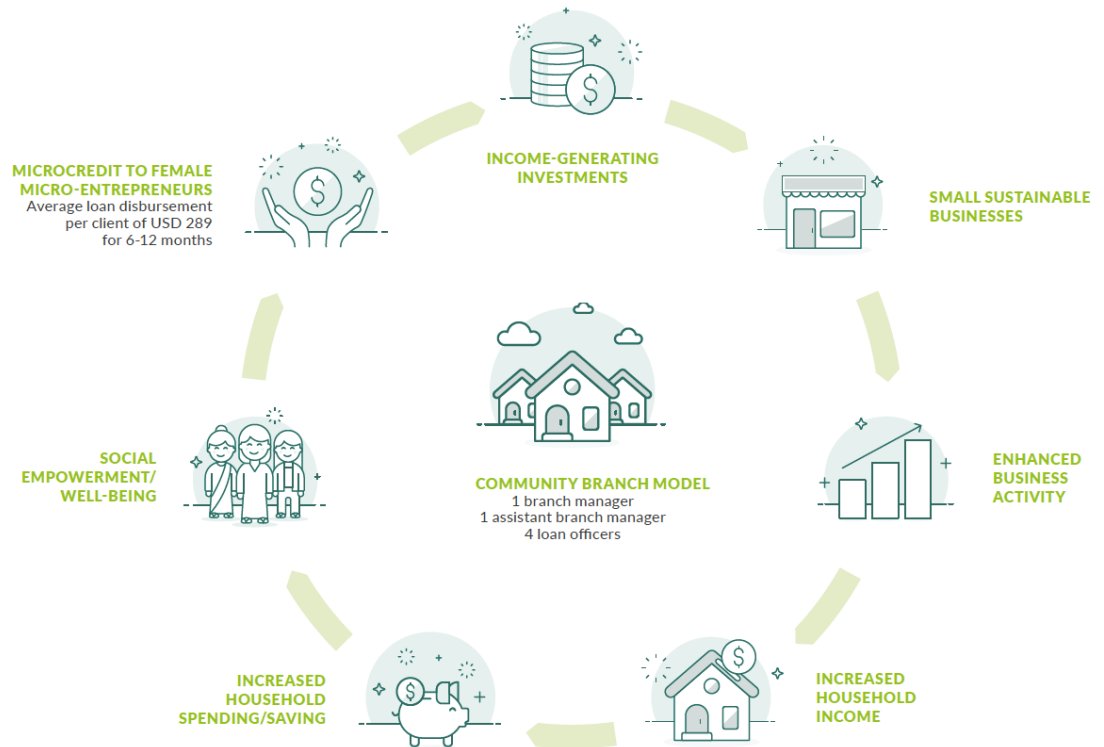 INCOME-GENERATING
INVESTMENTS
SMALL SUSTAINABLE
BUSINESSES
ENHANCED
BUSINESS
ACTIVITY
INCREASED
HOUSEHOLD
INCOME
INCREASED
HOUSEHOLD
SPENDING/SAVING
SOCIAL
EMPOWERMENT/
WELL-BEING
MICROCREDIT TO FEMALE
MICRO-ENTREPRENEURS
Average loan disbursement
per client of USD 289
for 6-12 months
COMMUNITY BRANCH MODEL
1 branch manager
1 assistant branch manager
4 loan officers
$
$
$
$